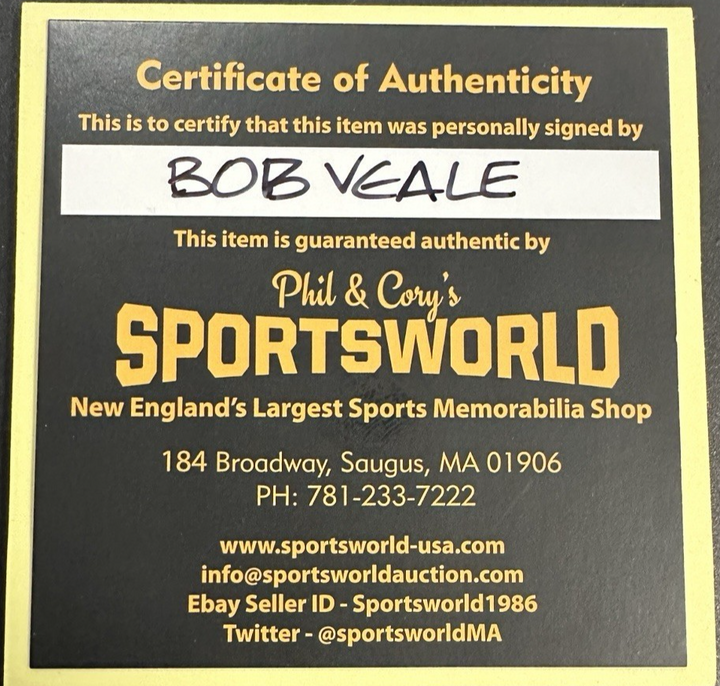 Certificate of Authenticity
This is to certify that this item was personally signed by
BOB VEALE
This item is guaranteed authentic by
Phil & Cory's
SPORTSWORLD
New England's Largest Sports Memorabilia Shop
184 Broadway, Saugus, MA 01906
PH: 781-233-7222
www.sportsworld-usa.com
info@sportsworldauction.com
Ebay Seller ID - Sportsworld1986
Twitter - @sportsworldMA